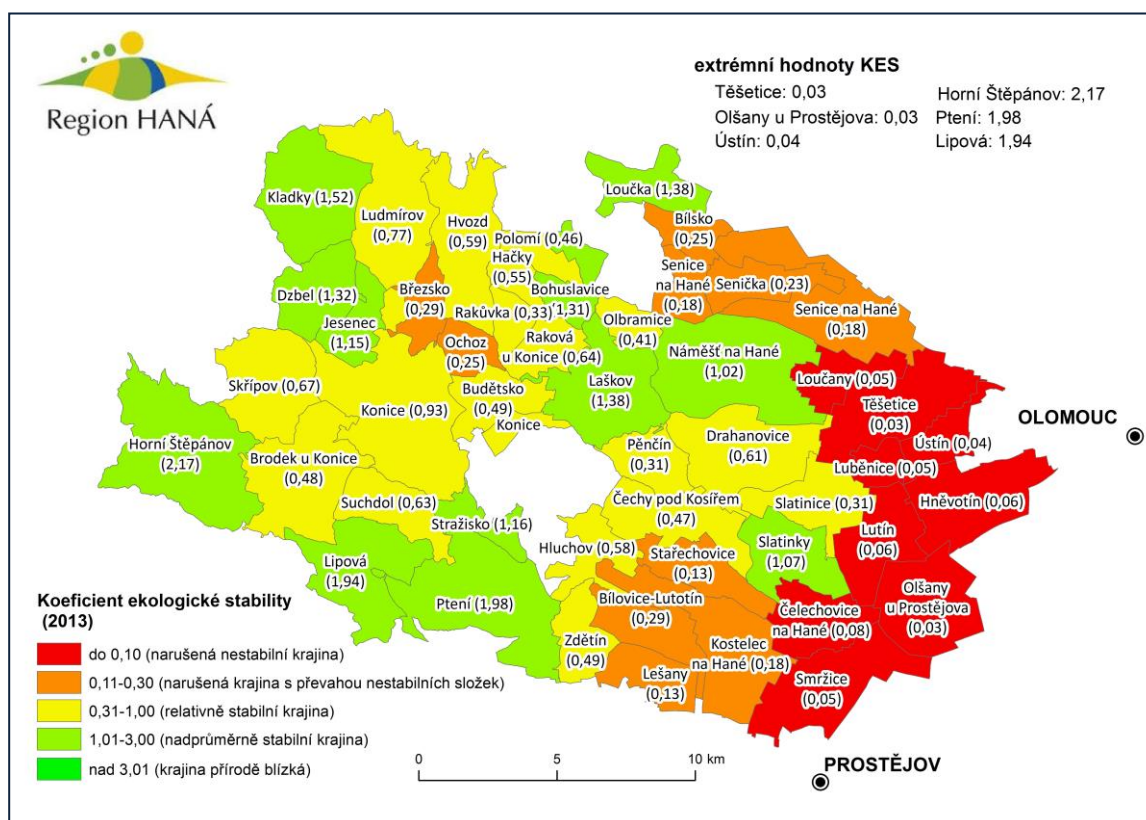 Region HANÁ
extrémní hodnoty KES
Těšetice: 0,03
Olšany u Prostějova: 0,03
Ústín: 0,04
Horní Štěpánov: 2,17
Ptení: 1,98
Lipová: 1,94
Kladky (1,52)
Ludmírov
(0,77)
Hvozd
(0,59)
Polomí (0,46)
Hačky
(0,55)
Loučka (1,38)
Bílsko
(0,25)
Senice
na Hané
(0,18)
Senička (0,23)
Senice na Hané
(0,18)
Dzbel (1,32)
Jesenec
(1,15)
Březsko
(0,29)
Rakůvka (0,33)
Bohuslavice
(1,31)
Olbramice
(0,41)
Ochoz
(0,25)
Raková
u Konice (0,64)
Náměšť na Hané
(1,02)
Loučany (0,05)
Těšetice
(0,03)
Skřípov (0,67)
Konice (0,93)
Budětsko
(0,49)
Konice
Laškov
(1,38)
OLOMOUC
Ústín (0,04)
Horní Štěpánov
(2,17)
Brodek u Konice
(0,48)
Pěnčín
(0,31)
Drahanovice
(0,61)
Luběnice (0,05)
Hněvotín (0,06)
Suchdol (0,63)
Stražisko (1,16)
Čechy pod Kosířem
(0,47)
Slatinice (0,31)
Lutín
(0,06)
Hluchov (0,58)
Stařechovice
(0,13)
Slatinky
(1,07)
Lipová
(1,94)
Ptení (1,98)
Bílovice-Lutotín
(0,29)
Čelechovice
na Hané (0,08)
Olšany
u Prostějova
(0,03)
Zdětín
(0,49)
Lešany
(0,13)
Kostelec
na Hané (0,18)
Smržice
(0,05)
Koeficient ekologické stability
(2013)
do 0,10 (narušená nestabilní krajina)
0,11-0,30 (narušená krajina s převahou nestabilních složek)
0,31-1,00 (relativně stabilní krajina)
1,01-3,00 (nadprůměrně stabilní krajina)
nad 3,01 (krajina přírodě blízká)
0 5 10 km
PROSTĚJOV